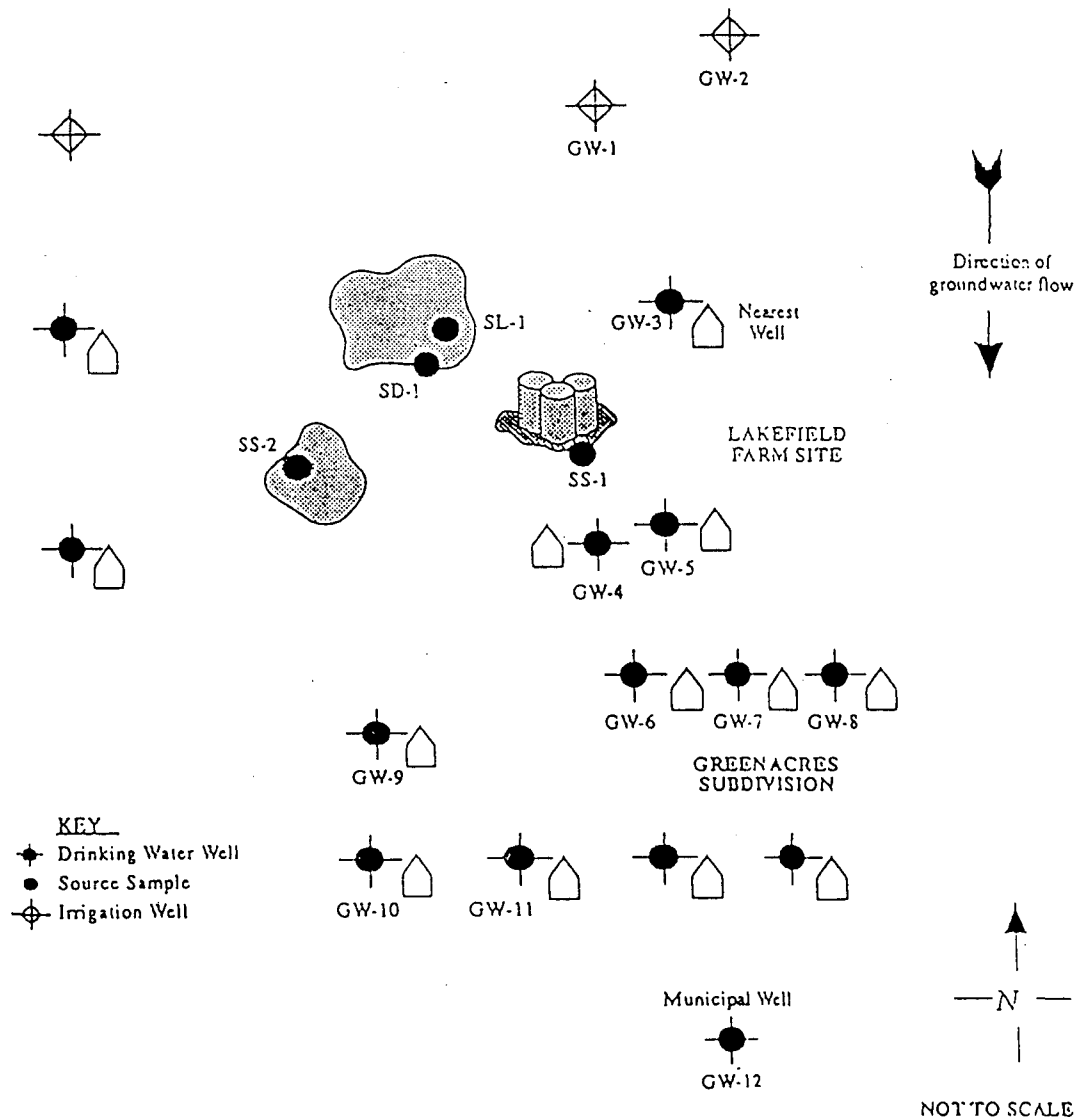 GW-2
GW-1
Direction of
groundwater flow
SL-1
GW-3
Nearest
Well
SD-1
SS-2
LAKEFIELD
FARM SITE
SS-1
GW-5
GW-4
GW-6
GW-7
GW-8
GW-9
GREENACRES
SUBDIVISION
KEY
Drinking Water Well
Source Sample
Irrigation Well
GW-10
GW-11
Municipal Well
N
GW-12
NOT TO SCALE